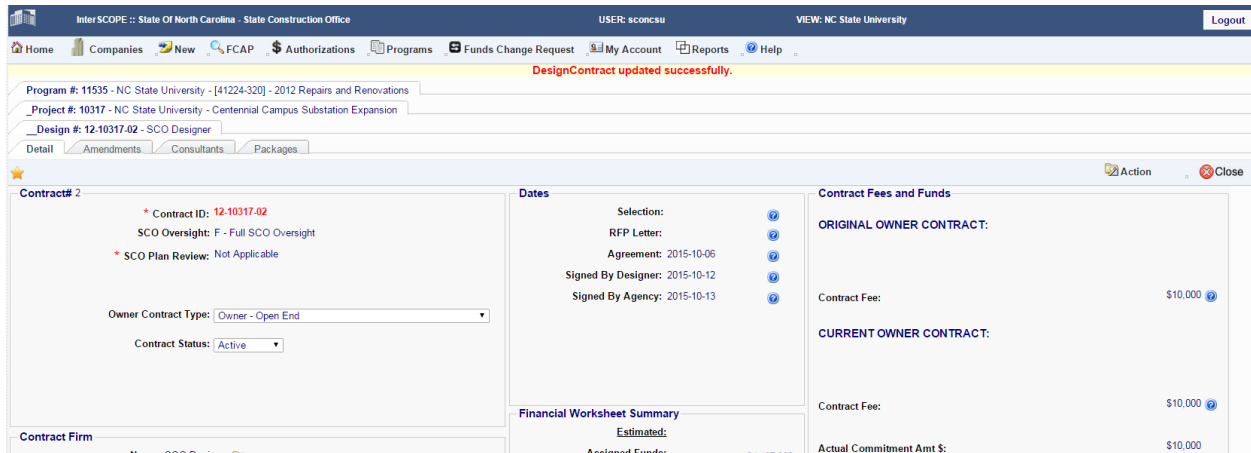 InterSCOPE :: State Of North Carolina - State Construction Office USER: sconcsu VIEW: NC State University Logout
Home Companies New FCAP $ Authorizations Programs Funds Change Request My Account Reports Help
DesignContract updated successfully.
Program #: 11535 - NC State University - [41224-320] - 2012 Repairs and Renovations
_Project #: 10317 - NC State University - Centennial Campus Substation Expansion
__Design #: 12-10317-02 - SCO Designer
Detail Amendments Consultants Packages
Action Close
Contract# 2
* Contract ID: 12-10317-02
SCO Oversight: F - Full SCO Oversight
* SCO Plan Review: Not Applicable
Owner Contract Type: Owner - Open End
Contract Status: Active
Contract Firm
Dates
Selection:
RFP Letter:
Agreement: 2015-10-06
Signed By Designer: 2015-10-12
Signed By Agency: 2015-10-13
Financial Worksheet Summary
Estimated:
Assigned Funds:
Contract Fees and Funds
ORIGINAL OWNER CONTRACT:
Contract Fee: $10,000
CURRENT OWNER CONTRACT:
Contract Fee: $10,000
Actual Commitment Amt $: $10,000